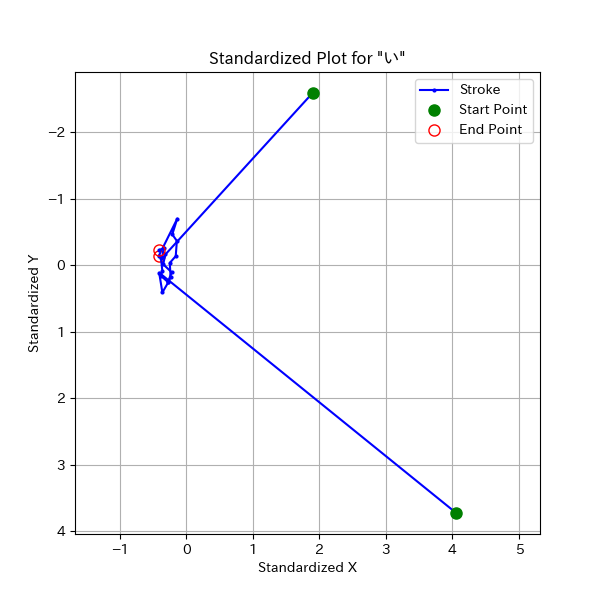 Standardized Plot for "い"
Stroke
Start Point
End Point
−2
−1
0
1
2
3
4
Standardized Y
−1 0 1 2 3 4 5
Standardized X